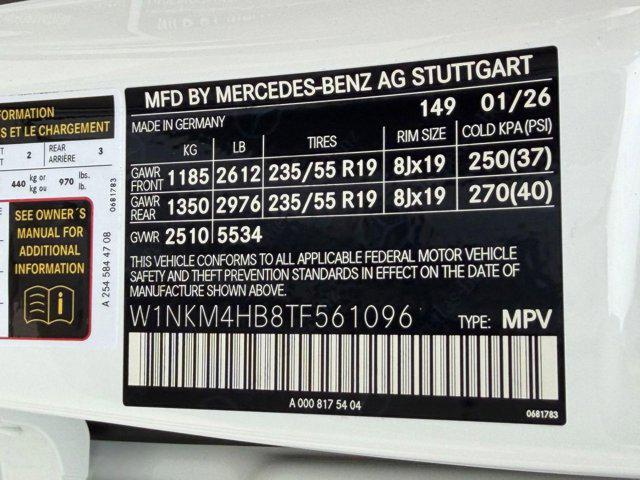 FORMATION
S ET LE CHARGEMENT
2 REAR ARRIÈRE 3
440 kg or kg ou 970 lbs. lb.
0681783
SEE OWNER´S
MANUAL FOR
ADDITIONAL
INFORMATION
A 254 584 47 08
MFD BY MERCEDES-BENZ AG STUTTGART
149 01/26
MADE IN GERMANY
KG LB TIRES RIM SIZE COLD KPA(PSI)
GAWR FRONT 1185 2612 235/55 R19 8Jx19 250(37)
GAWR REAR 1350 2976 235/55 R19 8Jx19 270(40)
GVWR 2510 5534
THIS VEHICLE CONFORMS TO ALL APPLICABLE FEDERAL MOTOR VEHICLE
SAFETY AND THEFT PREVENTION STANDARDS IN EFFECT ON THE DATE OF
MANUFACTURE SHOWN ABOVE.
W1NKM4HB8TF561096 TYPE: MPV
A 000 817 54 04
0681783